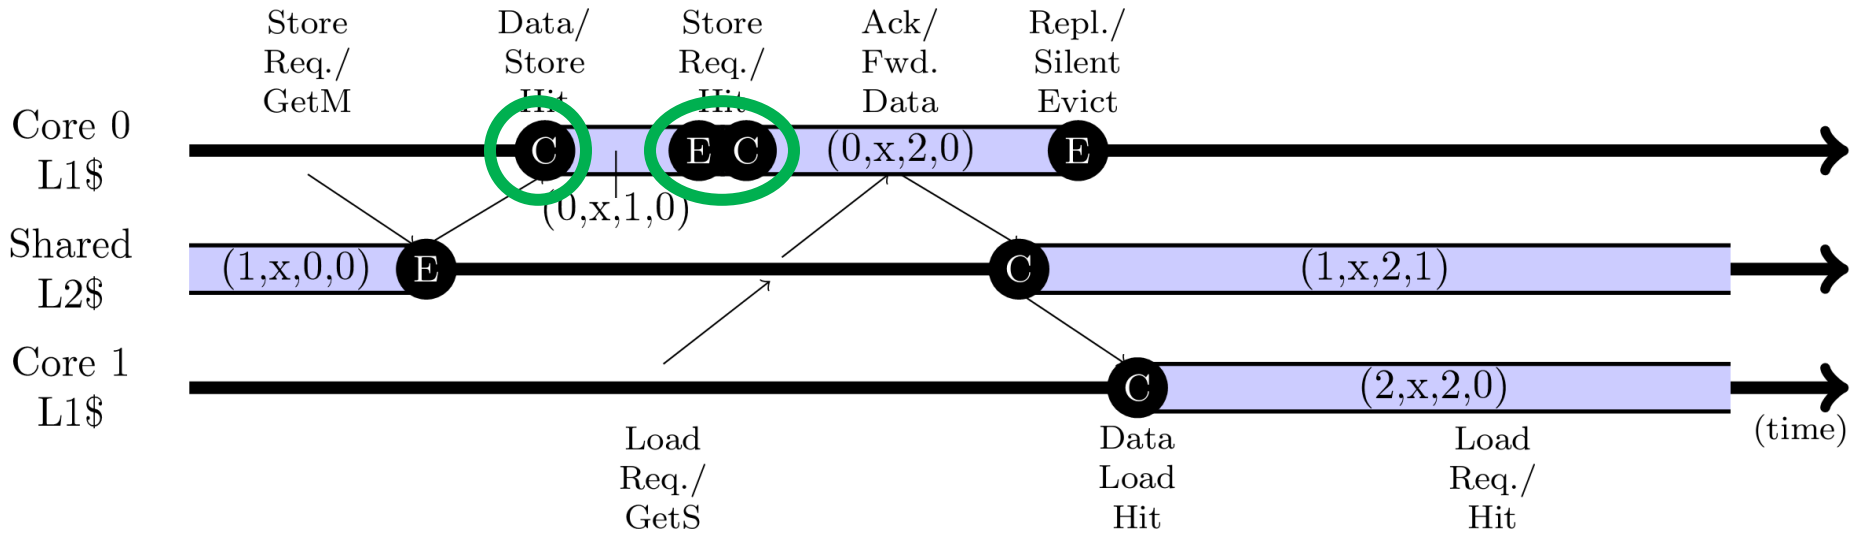 Store
Req./
GetM
Data/
Store
Hit
Store
Req./
Hit
Ack/
Fwd.
Data
Repl./
Silent
Evict
Core 0
L1$
C
E
C
(0,x,2,0)
E
(0,x,1,0)
Shared
L2$
(1,x,0,0)
E
C
(1,x,2,1)
Core 1
L1$
C
(2,x,2,0)
(time)
Load
Req./
GetS
Data
Load
Hit
Load
Req./
Hit